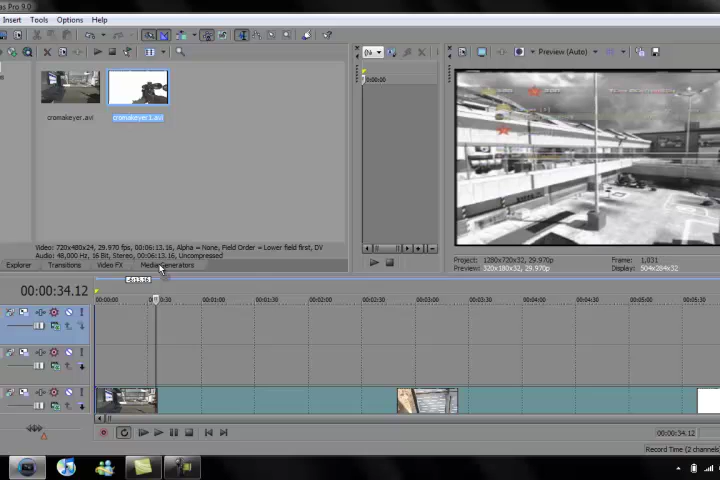 as Pro 9.0
Insert Tools Options Help
Preview (Auto)
0:00:00
cromakeyer.avi
cromakeyer1.avi
Video: 720x480x24, 29.970 fps, 00:06:13.16, Alpha = None, Field Order = Lower field first, DV
Audio: 48,000 Hz, 16 Bit, Stereo, 00:06:13.16, Uncompressed
Explorer Transitions Video FX Media Generators
Project: 1280x720x32, 29.970p
Frame: 1,031
Preview: 320x180x32, 29.970p
Display: 504x284x32
-6:13.16
00:00:34.12
00:00:00 00:01:00 00:01:30 00:02:00 00:02:30 00:03:00 00:03:30 00:04:00 00:04:30 00:05:00 00:05:30
00:00:34.12
Record Time (2 channels)